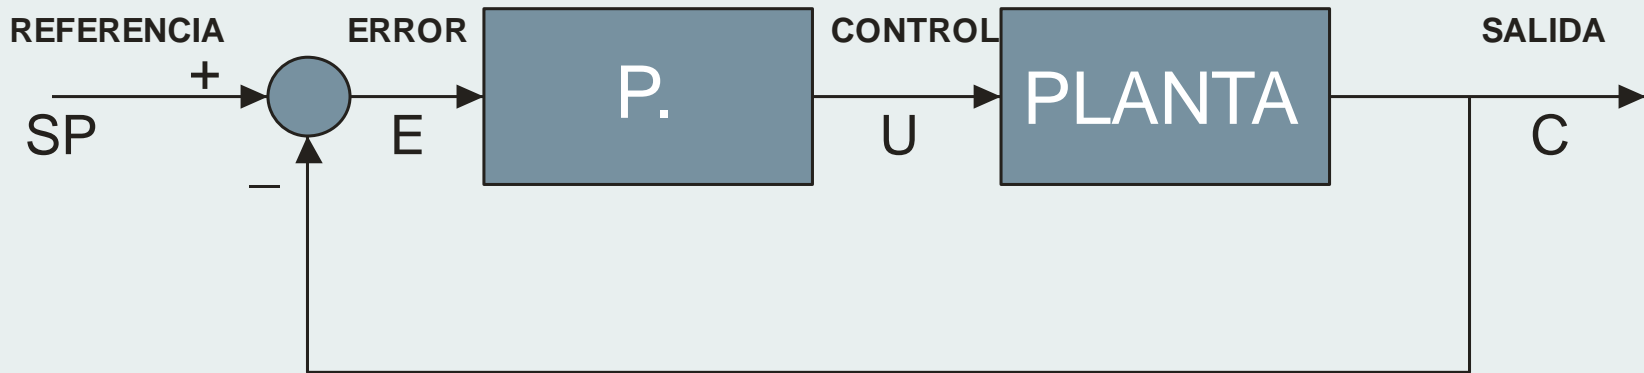 REFERENCIA ERROR CONTROL SALIDA
P. PLANTA
+
SP E U C
–